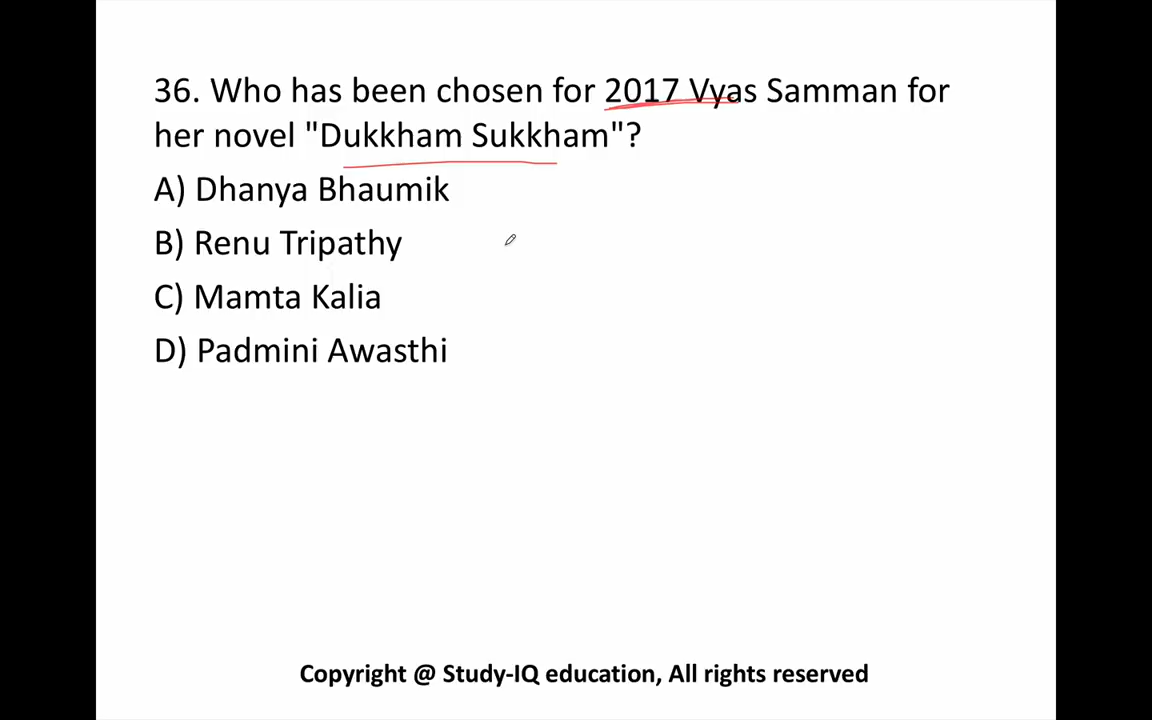 36. Who has been chosen for 2017 Vyas Samman for
her novel "Dukkham Sukkham"?
A) Dhanya Bhaumik
B) Renu Tripathy
C) Mamta Kalia
D) Padmini Awasthi
Copyright @ Study-IQ education, All rights reserved